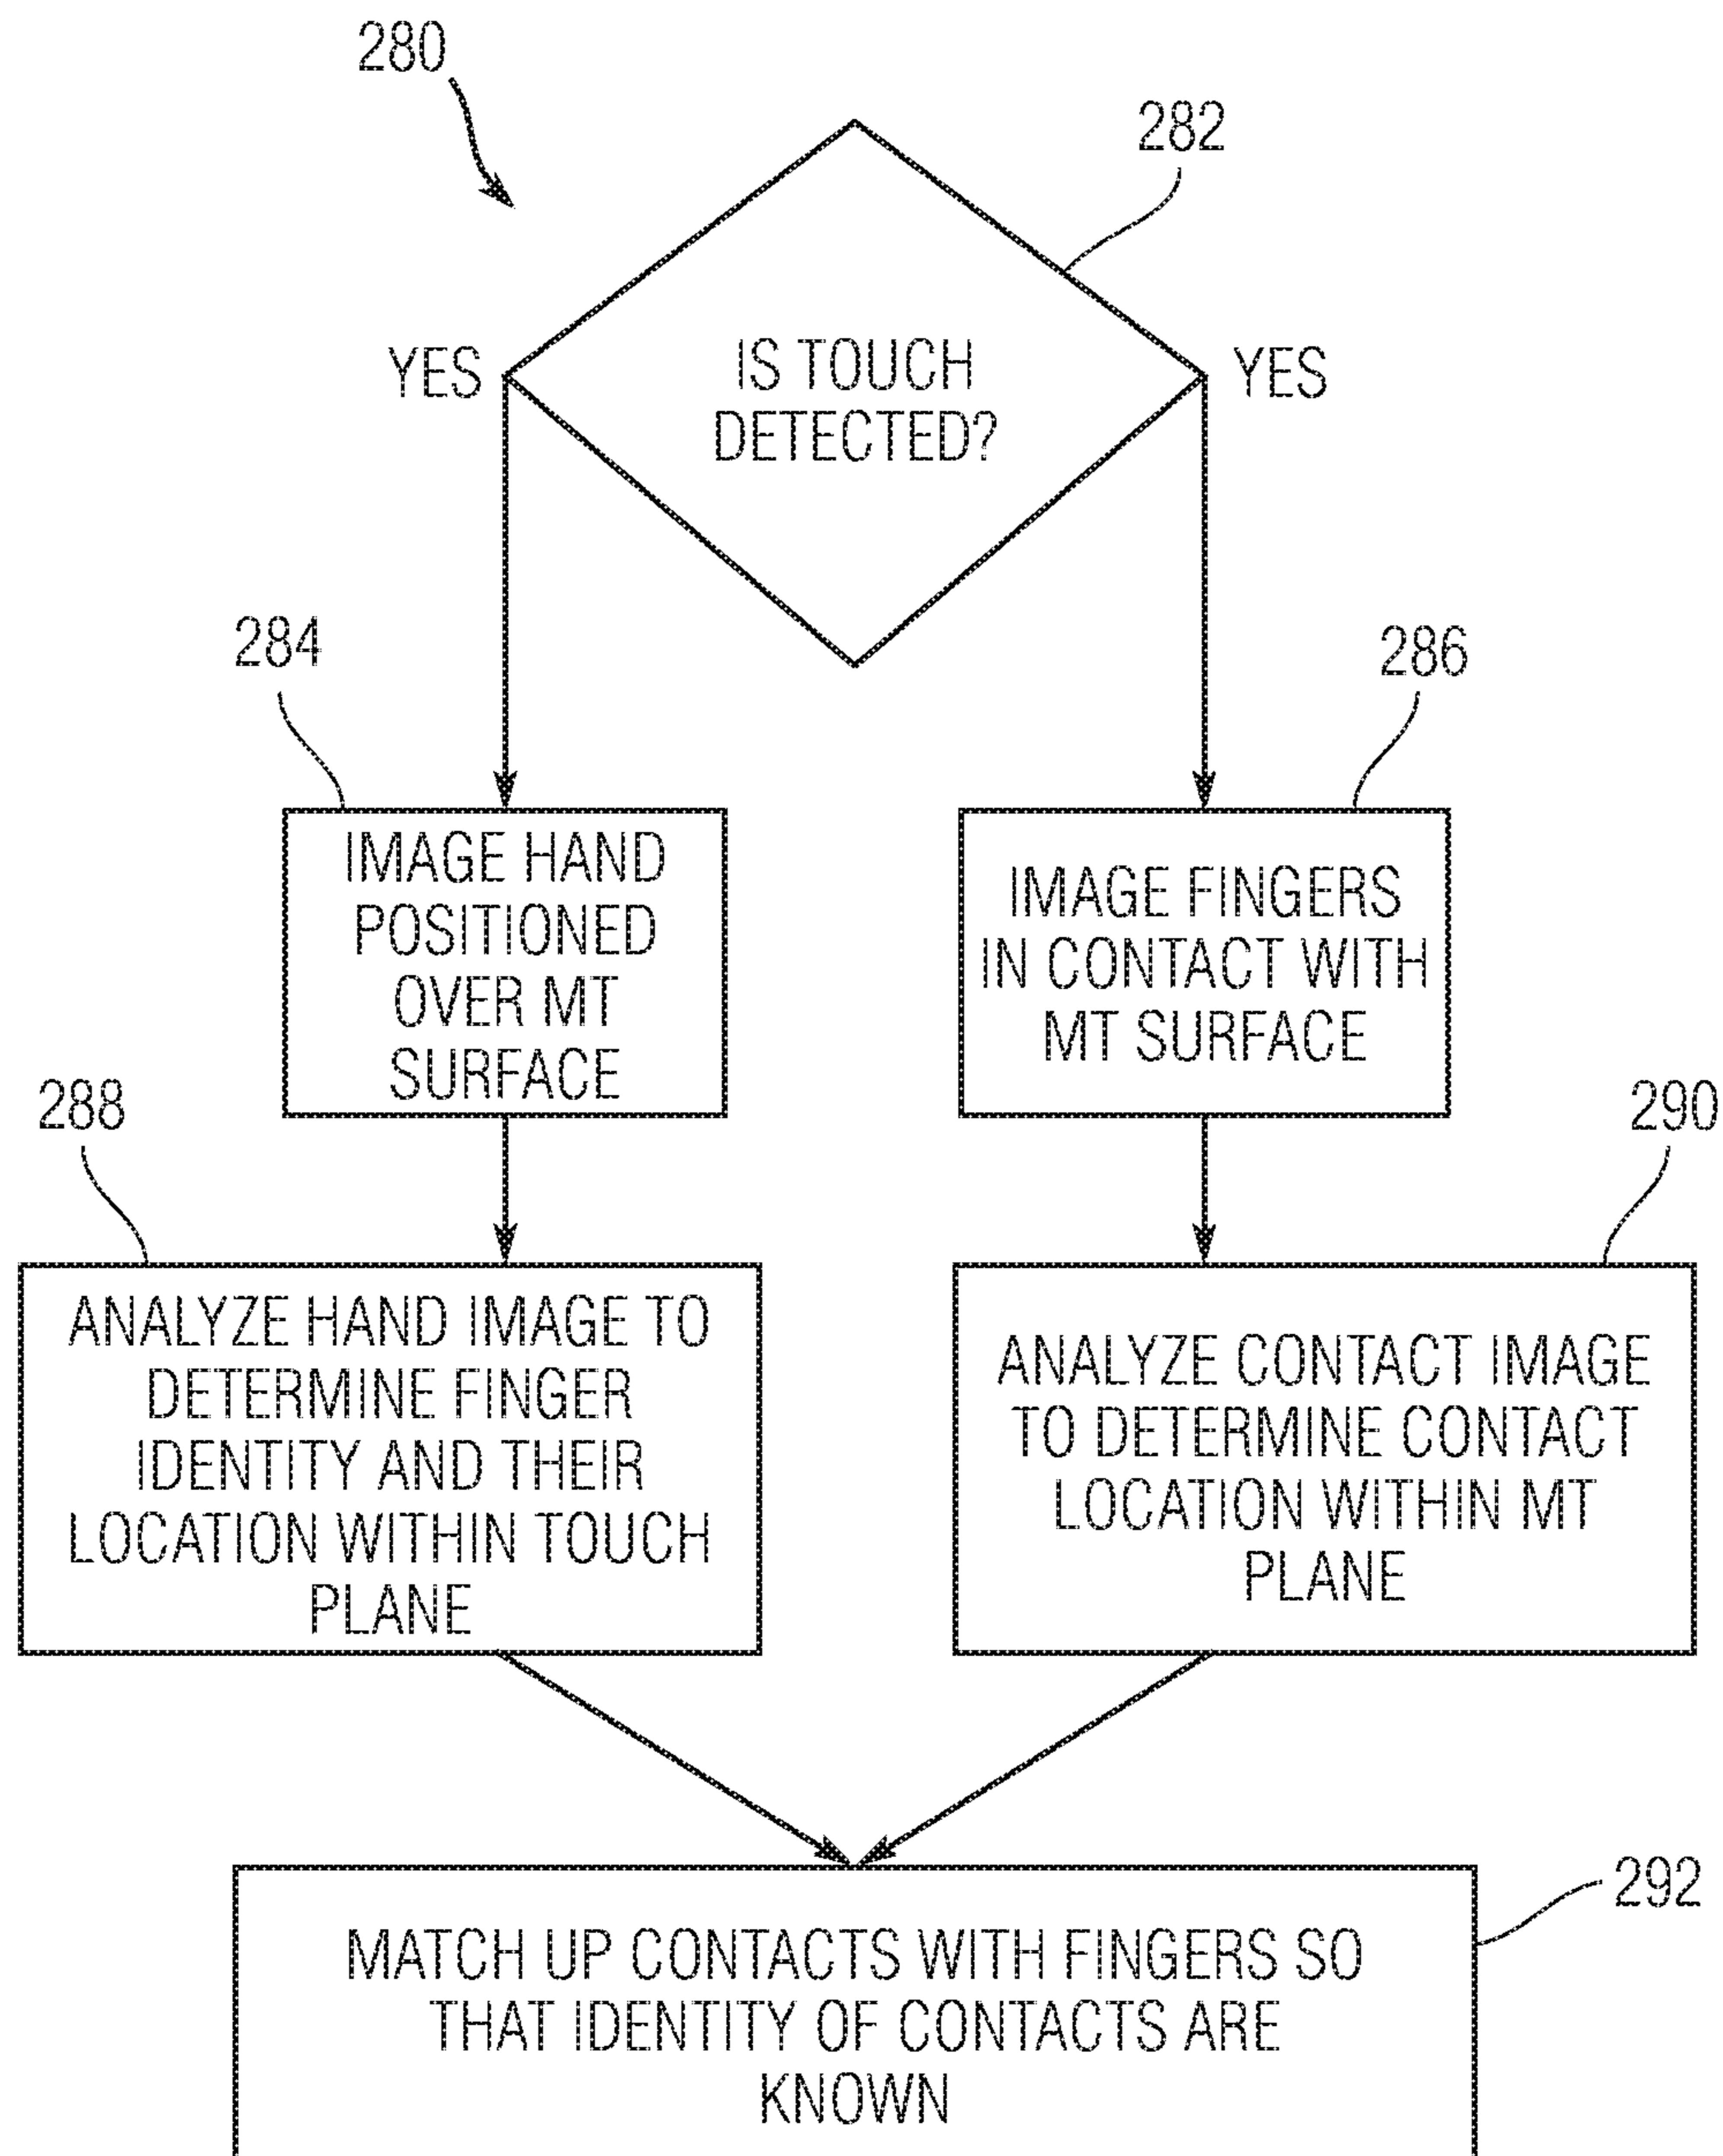 280
282
YES
IS TOUCH
DETECTED?
YES
284
286
IMAGE HAND
POSITIONED
OVER MT
SURFACE
IMAGE FINGERS
IN CONTACT WITH
MT SURFACE
288
290
ANALYZE HAND IMAGE TO
DETERMINE FINGER
IDENTITY AND THEIR
LOCATION WITHIN TOUCH
PLANE
ANALYZE CONTACT IMAGE
TO DETERMINE CONTACT
LOCATION WITHIN MT
PLANE
292
MATCH UP CONTACTS WITH FINGERS SO
THAT IDENTITY OF CONTACTS ARE
KNOWN